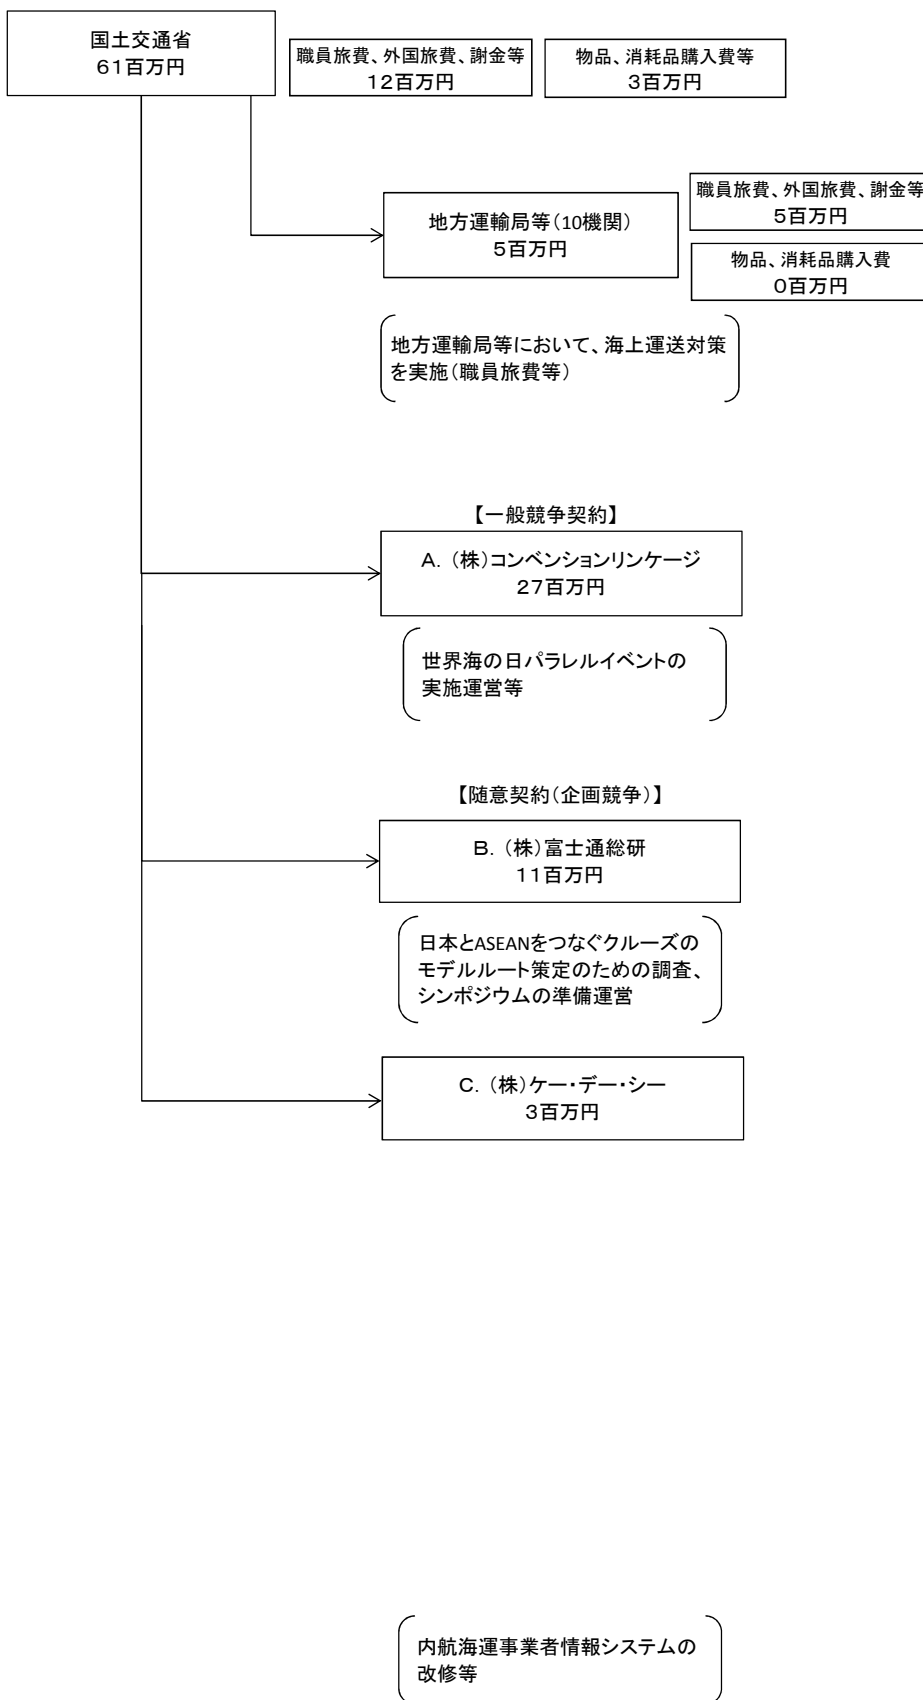 国土交通省
61百万円
職員旅費、外国旅費、謝金等
12百万円
物品、消耗品購入費等
3百万円
地方運輸局等(10機関)
5百万円
職員旅費、外国旅費、謝金等
5百万円
物品、消耗品購入費
0百万円
地方運輸局等において、海上運送対策
を実施(職員旅費等)
【一般競争契約】
A.(株)コンベンションリンケージ
27百万円
世界海の日パラレルイベントの
実施運営等
【随意契約(企画競争)】
B.(株)富士通総研
11百万円
日本とASEANをつなぐクルーズの
モデルルート策定のための調査、
シンポジウムの準備運営
C.(株)ケー・デー・シー
3百万円
内航海運事業者情報システムの
改修等